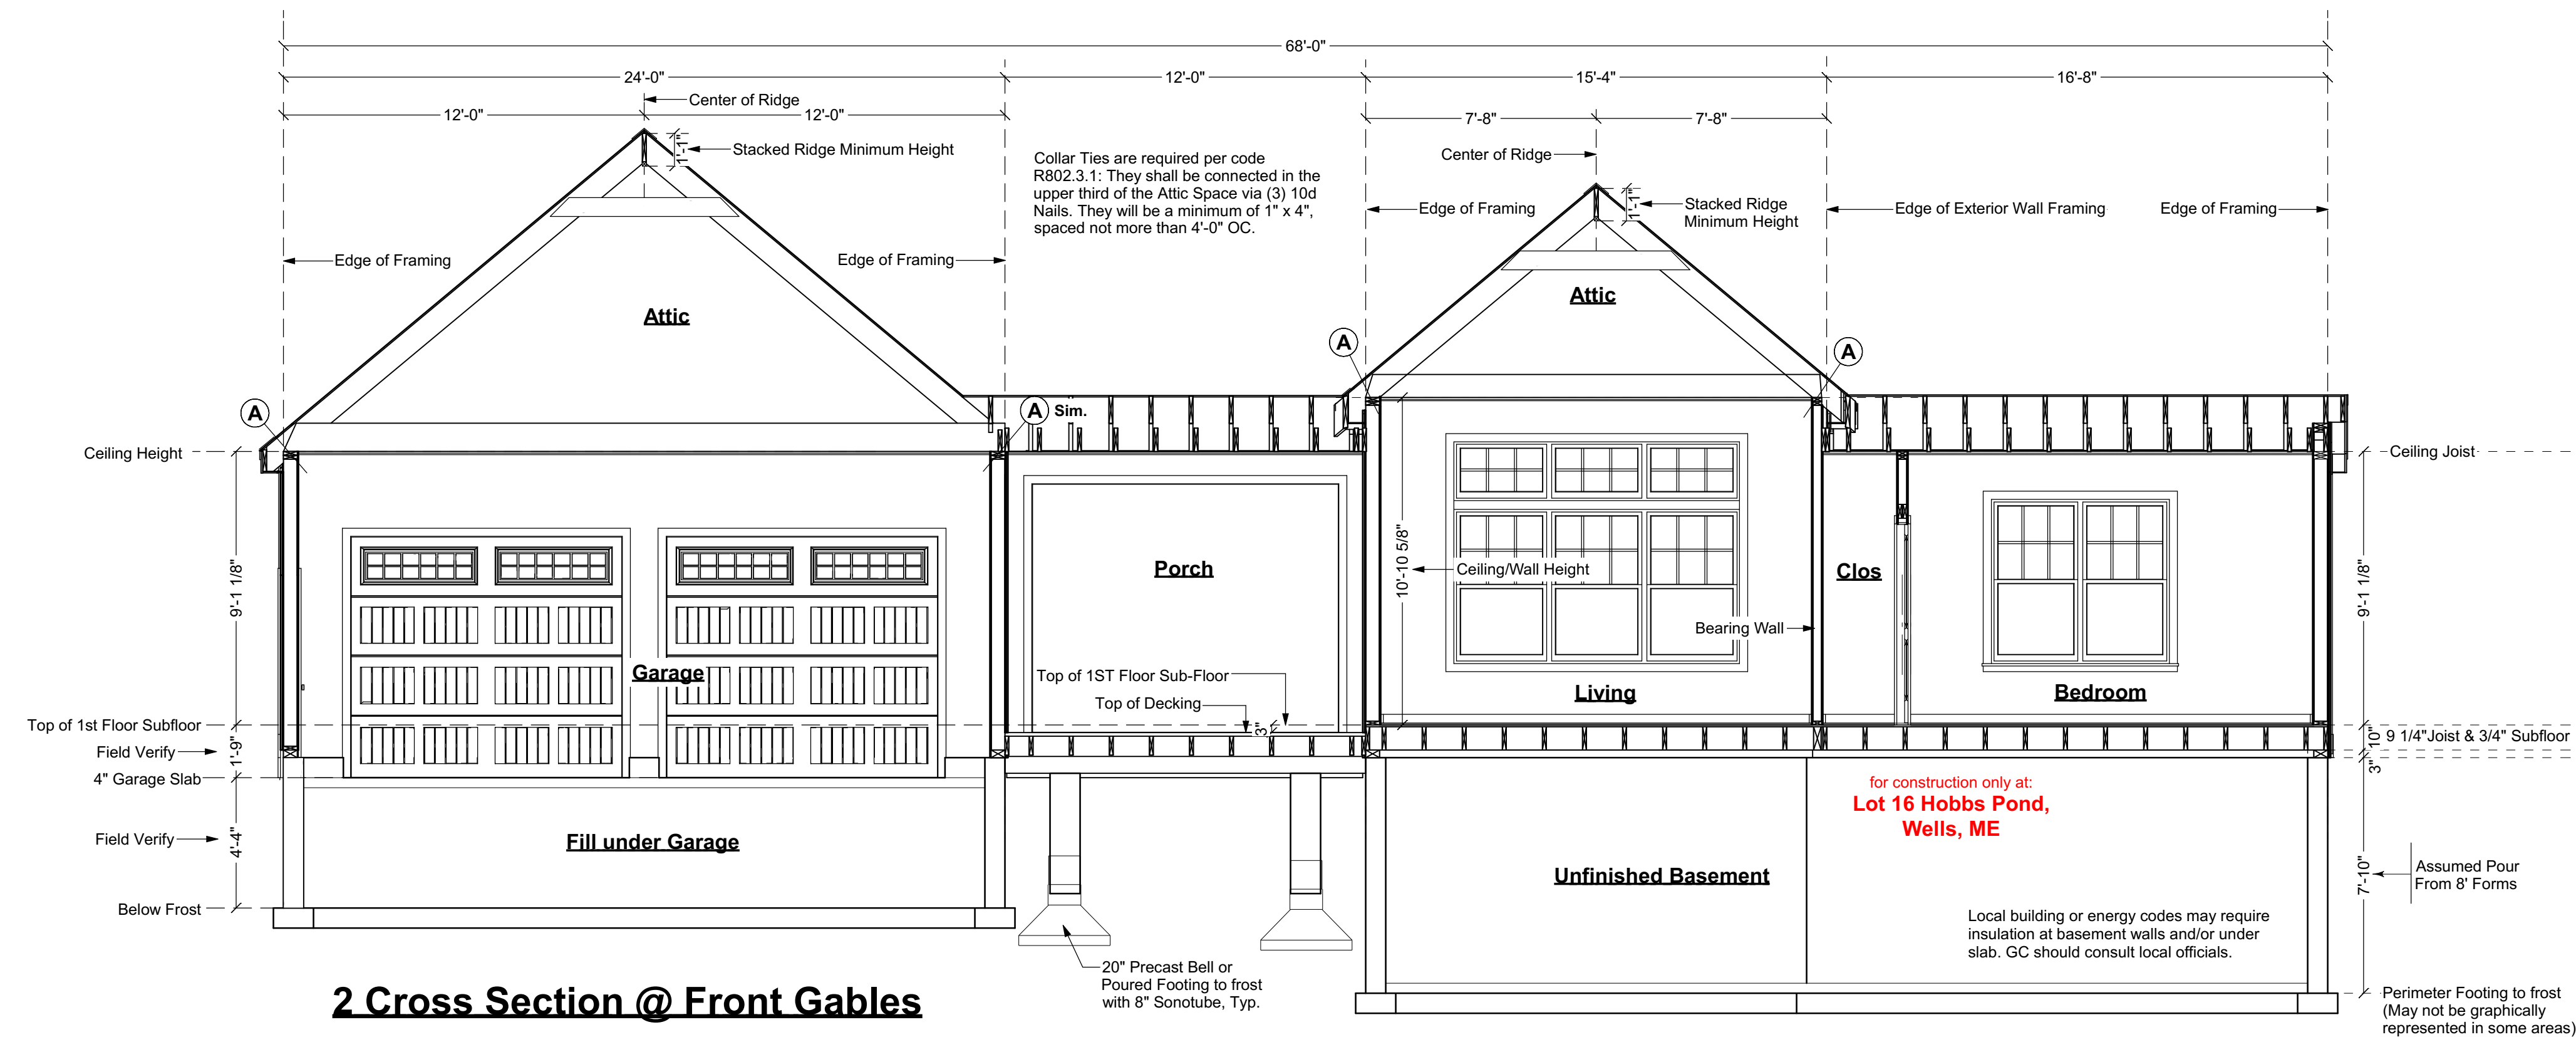 68'-0"
24'-0"
12'-0"
15'-4"
16'-8"
12'-0"
12'-0"
7'-8"
7'-8"
Center of Ridge
1'-1"
Stacked Ridge Minimum Height
Collar Ties are required per code
R802.3.1: They shall be connected in the
upper third of the Attic Space via (3) 10d
Nails. They will be a minimum of 1" x 4",
spaced not more than 4'-0" OC.
Center of Ridge
1'-1"
Stacked Ridge
Minimum Height
Edge of Framing
Edge of Exterior Wall Framing
Edge of Framing
Edge of Framing
Edge of Framing
Attic
Attic
A
A
A
A
Sim.
Ceiling Height
Ceiling Joist
9'-1 1/8"
10'-10 5/8"
Ceiling/Wall Height
9'-1 1/8"
Porch
Clos
Bearing Wall
Garage
Top of 1ST Floor Sub-Floor
Top of Decking
3"
Living
Bedroom
Top of 1st Floor Subfloor
Field Verify
1'-9"
4" Garage Slab
10"
9 1/4"Joist & 3/4" Subfloor
3"
for construction only at:
Lot 16 Hobbs Pond,
Wells, ME
Field Verify
4'-4"
Fill under Garage
Unfinished Basement
7'-10"
Assumed Pour
From 8' Forms
Below Frost
Local building or energy codes may require
insulation at basement walls and/or under
slab. GC should consult local officials.
20" Precast Bell or
Poured Footing to frost
with 8" Sonotube, Typ.
Perimeter Footing to frost
(May not be graphically
represented in some areas)
2 Cross Section @ Front Gables